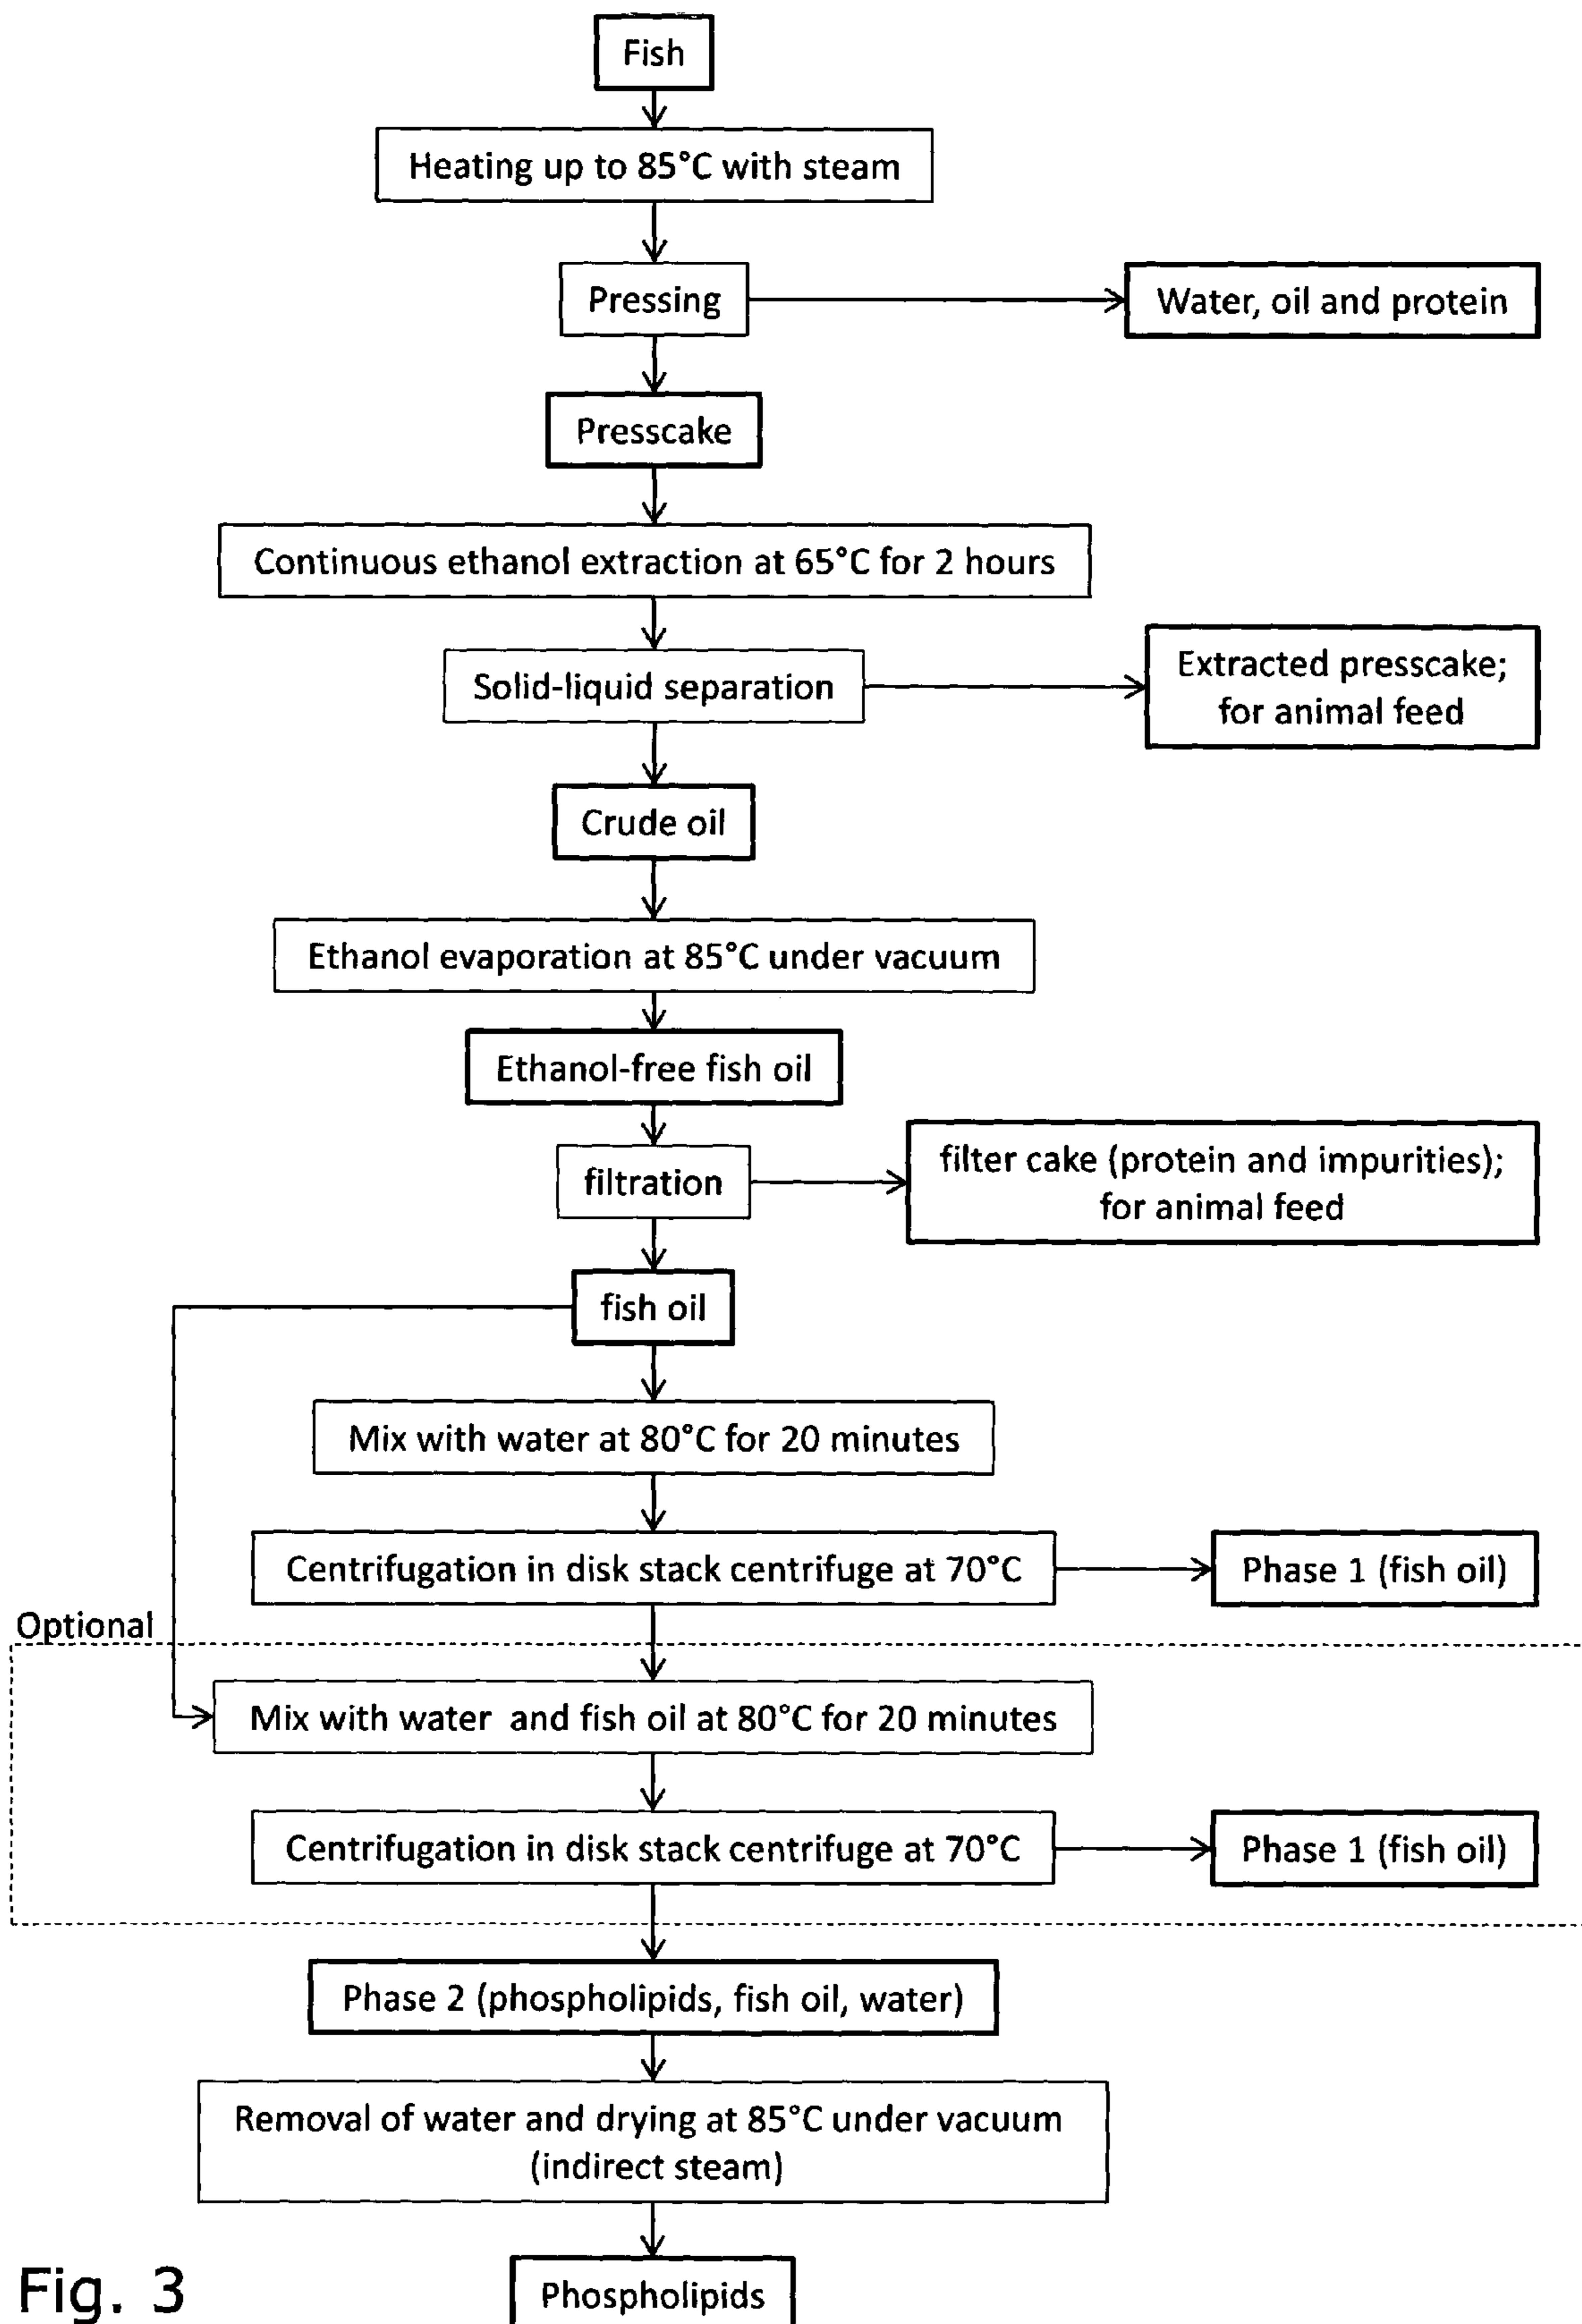 Fish
Heating up to 85°C with steam
Pressing
Water, oil and protein
Presscake
Continuous ethanol extraction at 65°C for 2 hours
Solid-liquid separation
Extracted presscake;
for animal feed
Crude oil
Ethanol evaporation at 85°C under vacuum
Ethanol-free fish oil
filtration
filter cake (protein and impurities);
for animal feed
fish oil
Mix with water at 80°C for 20 minutes
Centrifugation in disk stack centrifuge at 70°C
Phase 1 (fish oil)
Optional
Mix with water and fish oil at 80°C for 20 minutes
Centrifugation in disk stack centrifuge at 70°C
Phase 1 (fish oil)
Phase 2 (phospholipids, fish oil, water)
Removal of water and drying at 85°C under vacuum
(indirect steam)
Phospholipids
Fig. 3